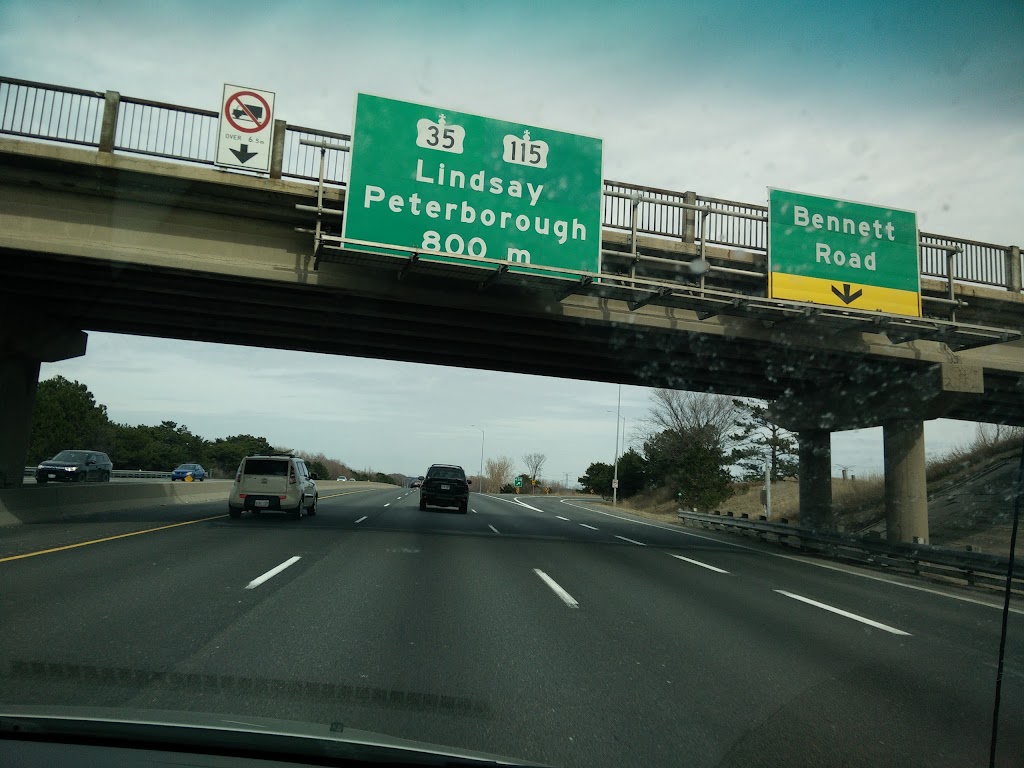 OVER 6.5m
35 115
Lindsay
Peterborough
800 m
Bennett
Road